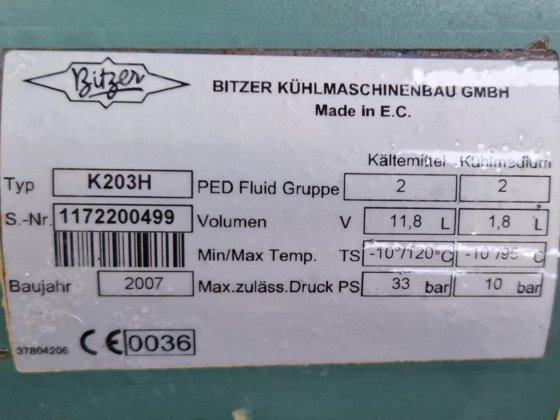 Bitzer
BITZER KÜHLMASCHINENBAU GMBH
Made in E.C.
Kältemittel Kühlmedium
Typ K203H PED Fluid Gruppe 2 2
S.-Nr. 1172200499 Volumen V 11,8 L 1,8 L
Min/Max Temp. TS -10°/120°C -10°/95° C
Baujahr 2007 Max.zuläss.Druck PS 33 bar 10 bar
37804206 CE 0036